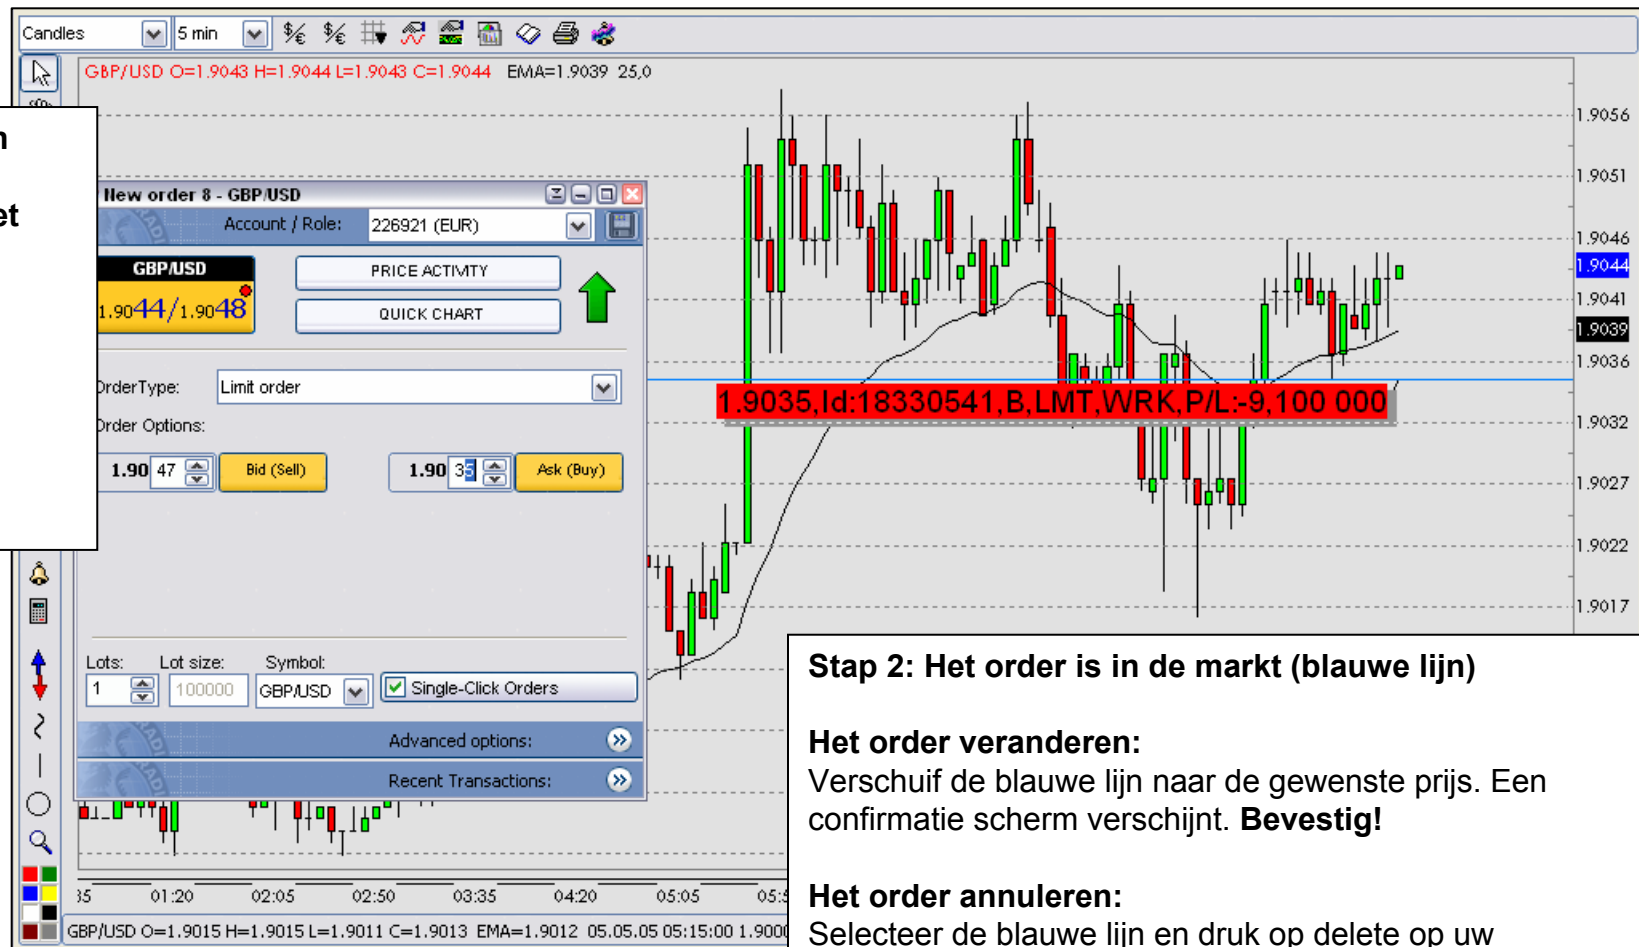 Candles
5 min
GBP/USD O=1.9043 H=1.9044 L=1.9043 C=1.9044 EMA=1.9039 25,0
1.9056
1.9051
1.9046
1.9044
1.9041
1.9039
1.9036
1.9032
1.9027
1.9022
1.9017
New order 8 - GBP/USD
Account / Role: 226921 (EUR)
GBP/USD
1.9044/1.9048
PRICE ACTIVITY
QUICK CHART
OrderType: Limit order
Order Options:
1.90 47 Bid (Sell) 1.90 35 Ask (Buy)
Lots: Lot size: Symbol:
1 100000 GBP/USD Single-Click Orders
Advanced options:
Recent Transactions:
1.9035,Id:18330541,B,LMT,WRK,P/L:-9,100 000
Stap 2: Het order is in de markt (blauwe lijn)
Het order veranderen:
Verschuif de blauwe lijn naar de gewenste prijs. Een
confirmatie scherm verschijnt. Bevestig!
Het order annuleren:
Selecteer de blauwe lijn en druk op delete op uw
01:20 02:05 02:50 03:35 04:20 05:05
GBP/USD O=1.9015 H=1.9015 L=1.9011 C=1.9013 EMA=1.9012 05.05.05 05:15:00 1.9000